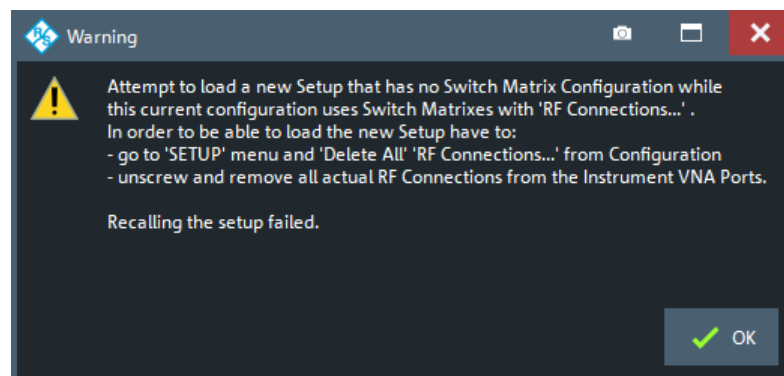 R&S
Warning
Attempt to load a new Setup that has no Switch Matrix Configuration while
this current configuration uses Switch Matrixes with 'RF Connections...' .
In order to be able to load the new Setup have to:
- go to 'SETUP' menu and 'Delete All' 'RF Connections...' from Configuration
- unscrew and remove all actual RF Connections from the Instrument VNA Ports.
Recalling the setup failed.
OK